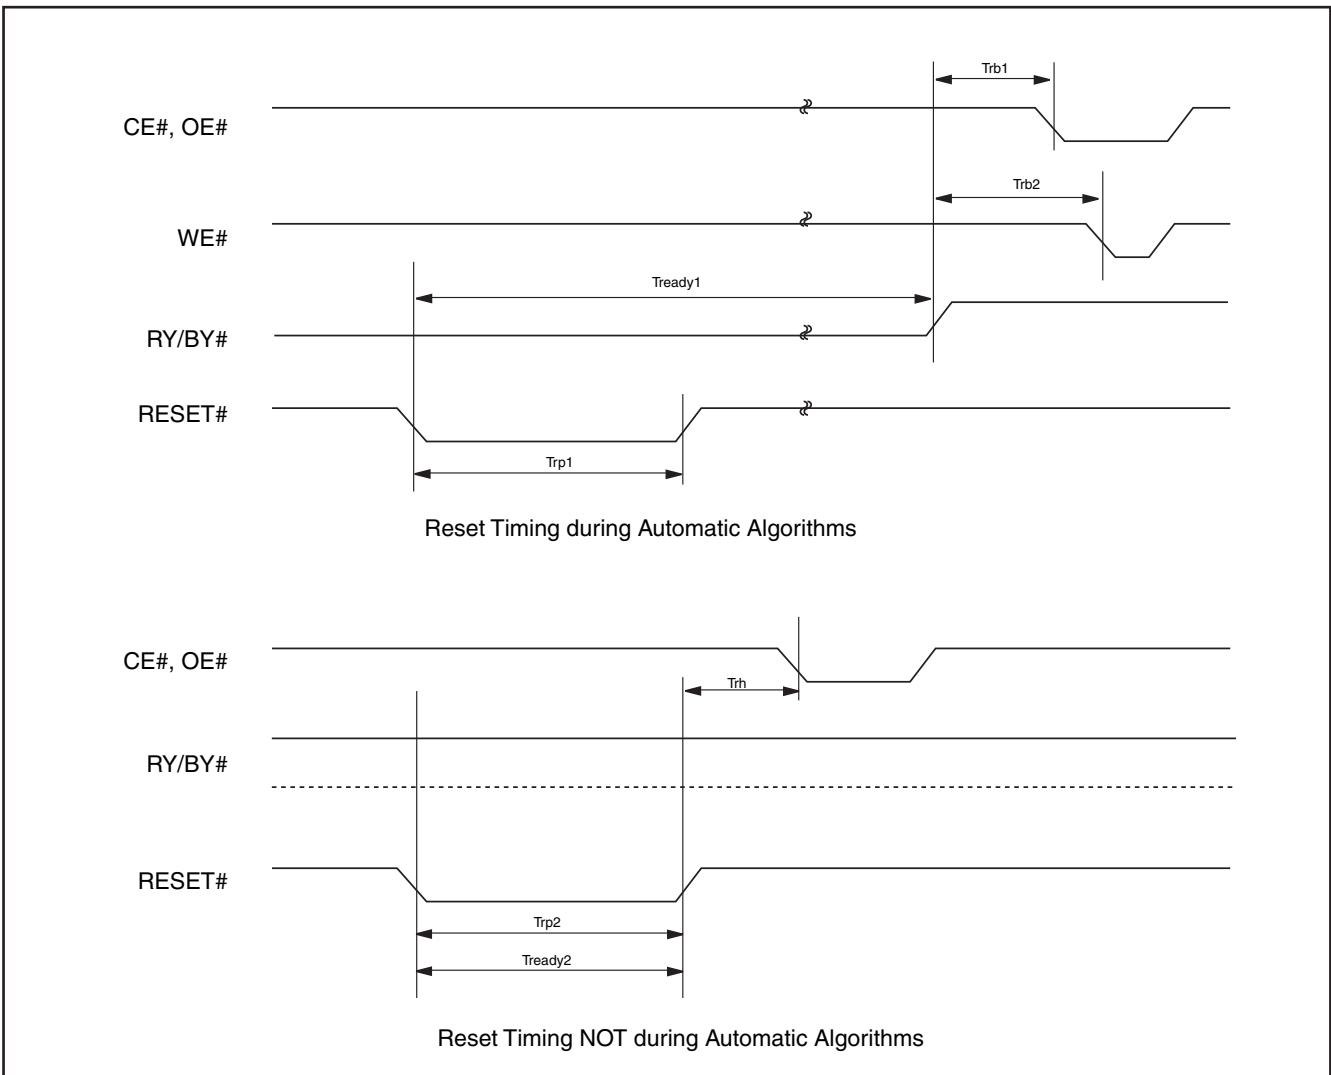 Trb1
CE#, OE#
Trb2
WE#
Tready1
RY/BY#
RESET#
Trp1
Reset Timing during Automatic Algorithms
CE#, OE#
Trh
RY/BY#
RESET#
Trp2
Tready2
Reset Timing NOT during Automatic Algorithms